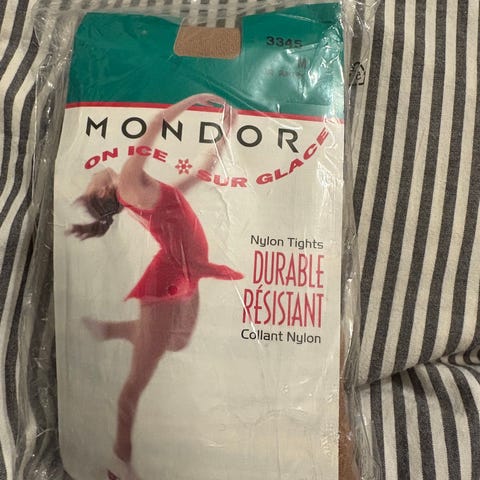 3345
M
MONDOR
ON ICE SUR GLACE
Nylon Tights
DURABLE
RÉSISTANT
Collant Nylon